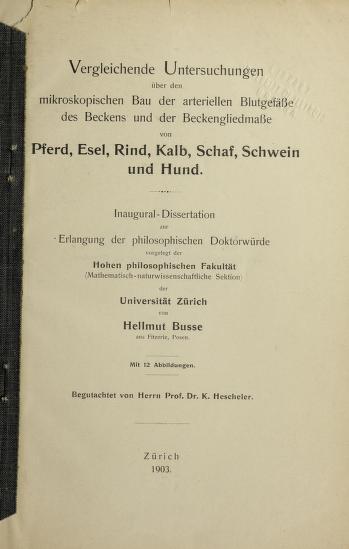 Vergleichende Untersuchungen
über den
mikroskopischen Bau der arteriellen Blutgefäße
des Beckens und der Beckengliedmaße
von
Pferd, Esel, Rind, Kalb, Schaf, Schwein
und Hund.
Inaugural-Dissertation
zur
Erlangung der philosophischen Doktorwürde
vorgelegt der
Hohen philosophischen Fakultät
(Mathematisch-naturwissenschaftliche Sektion)
der
Universität Zürich
von
Hellmut Busse
aus Posen.
Mit 12 Abbildungen.
Begutachtet von Herrn Prof. Dr. K. Hescheler.
Zürich
1903.